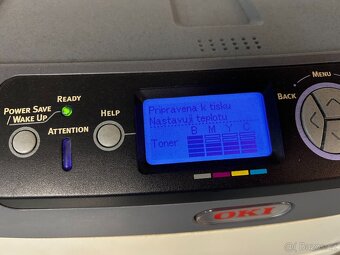 READY
MENU
POWER SAVE
/WAKE UP
HELP
BACK
ATTENTION
Pripravena k tisku
Nastavuji teplotu
B M Y C
Toner
OKI